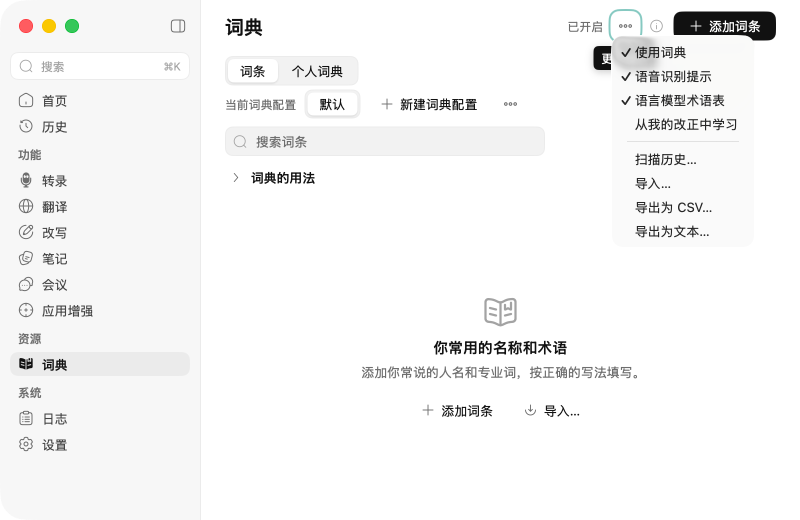 搜索 ⌘K
首页
历史
功能
转录
翻译
改写
笔记
会议
应用增强
资源
词典
系统
日志
设置
词典
已开启
添加词条
词条 个人词典
当前词典配置 默认 新建词典配置
搜索词条
词典的用法
使用词典
语音识别提示
语言模型术语表
从我的改正中学习
扫描历史...
导入...
导出为 CSV...
导出为文本...
你常用的名称和术语
添加你常说的人名和专业词，按正确的写法填写。
添加词条 导入...